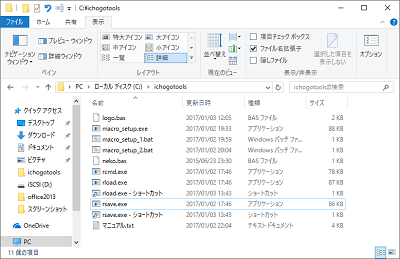 C:¥ichogotools
ファイル ホーム 共有 表示
ナビゲーション ウィンドウ
プレビュー ウィンドウ
詳細ウィンドウ
特大アイコン 大アイコン
中アイコン 小アイコン
一覧 詳細
並べ替え
項目チェック ボックス
ファイル名拡張子
隠しファイル
選択した項目を表示しない
オプション
ペイン レイアウト 現在のビュー 表示/非表示
PC ローカル ディスク (C:) ichogotools
ichogotoolsの検索
クイック アクセス
デスクトップ
ダウンロード
ドキュメント
ピクチャ
ichogotools
iSCSI (D:)
office2013
スクリーンショット
OneDrive
PC
名前 更新日時 種類 サイズ
logo.bas 2017/01/03 12:05 BAS ファイル 2 KB
macro_setup.exe 2017/01/02 19:33 アプリケーション 88 KB
macro_setup_1.bat 2017/01/02 19:59 Windows バッチ ファ... 1 KB
macro_setup_2.bat 2017/01/02 20:04 Windows バッチ ファ... 1 KB
neko.bas 2015/06/23 23:30 BAS ファイル 1 KB
rcmd.exe 2017/01/02 17:46 アプリケーション 78 KB
rload.exe 2017/01/02 17:46 アプリケーション 87 KB
rload.exe - ショートカット 2017/01/03 13:46 ショートカット 1 KB
rsave.exe 2017/01/02 17:46 アプリケーション 86 KB
rsave.exe - ショートカット 2017/01/03 13:46 ショートカット 1 KB
マニュアル.txt 2017/01/02 22:04 テキスト ドキュメント 4 KB
11 個の項目